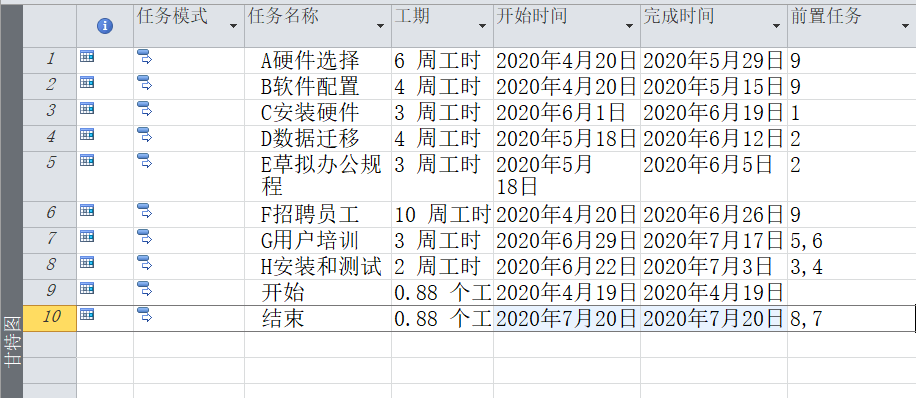 任务模式 任务名称 工期 开始时间 完成时间 前置任务
1 A硬件选择 6 周工时 2020年4月20日 2020年5月29日 9
2 B软件配置 4 周工时 2020年4月20日 2020年5月15日 9
3 C安装硬件 3 周工时 2020年6月1日 2020年6月19日 1
4 D数据迁移 4 周工时 2020年5月18日 2020年6月12日 2
5 E草拟办公规 3 周工时 2020年5月 2020年6月5日 2
程 18日
6 F招聘员工 10 周工时 2020年4月20日 2020年6月26日 9
7 G用户培训 3 周工时 2020年6月29日 2020年7月17日 5,6
8 H安装和测试 2 周工时 2020年6月22日 2020年7月3日 3,4
9 开始 0.88 个工 2020年4月19日 2020年4月19日
10 结束 0.88 个工 2020年7月20日 2020年7月20日 8,7
甘特图